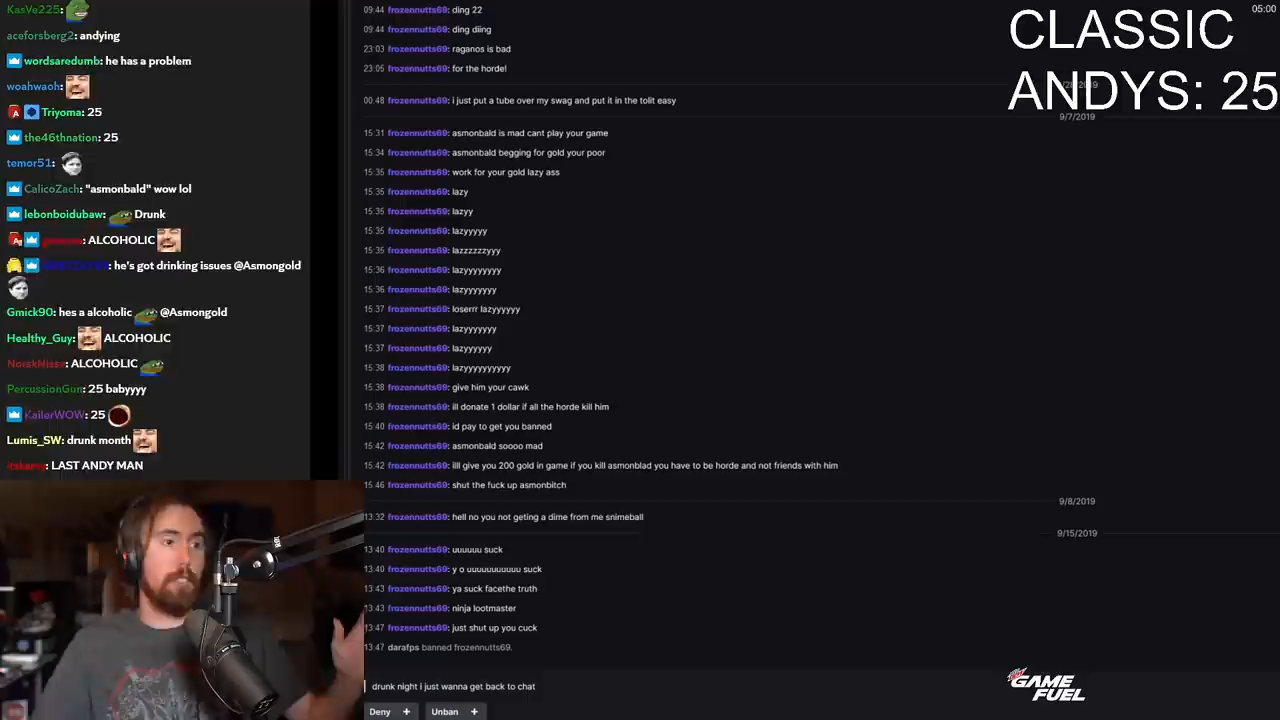 KasVe225:
aceforsberg2: andying
wordsaredumb: he has a problem
woahwaoh:
Triyoma: 25
the46thnation: 25
temor51:
CalicoZach: "asmonbald" wow lol
lebonboidubaw: Drunk
: ALCOHOLIC
: he's got drinking issues @Asmongold
Gmick90: hes a alcoholic @Asmongold
Healthy_Guy: ALCOHOLIC
NorskNisse: ALCOHOLIC
PercussionGun: 25 babyyyy
KailerWOW: 25
Lumis_SW: drunk month
: LAST ANDY MAN
09:44 frozennutts69: ding 22
09:44 frozennutts69: ding diing
23:03 frozennutts69: raganos is bad
23:05 frozennutts69: for the horde!
00:48 frozennutts69: i just put a tube over my swag and put it in the tolit easy
9/7/2019
15:31 frozennutts69: asmonbald is mad cant play your game
15:34 frozennutts69: asmonbald begging for gold your poor
15:35 frozennutts69: work for your gold lazy ass
15:35 frozennutts69: lazy
15:35 frozennutts69: lazyy
15:35 frozennutts69: lazyyyyy
15:35 frozennutts69: lazzzzzzyyy
15:36 frozennutts69: lazyyyyyyyy
15:36 frozennutts69: lazyyyyyyy
15:37 frozennutts69: loserrr lazyyyyyy
15:37 frozennutts69: lazyyyyyyy
15:37 frozennutts69: lazyyyyyy
15:38 frozennutts69: lazyyyyyyyyyy
15:38 frozennutts69: give him your cawk
15:38 frozennutts69: ill donate 1 dollar if all the horde kill him
15:40 frozennutts69: id pay to get you banned
15:42 frozennutts69: asmonbald soooo mad
15:42 frozennutts69: illl give you 200 gold in game if you kill asmonblad you have to be horde and not friends with him
15:46 frozennutts69: shut the fuck up asmonbitch
9/8/2019
13:32 frozennutts69: hell no you not geting a dime from me snimeball
9/15/2019
13:40 frozennutts69: uuuuuu suck
13:40 frozennutts69: y o uuuuuuuuuuu suck
13:43 frozennutts69: ya suck facethe truth
13:43 frozennutts69: ninja lootmaster
13:47 frozennutts69: just shut up you cuck
13:47 darafps banned frozennutts69.
drunk night i just wanna get back to chat
Deny +
Unban +
05:00
CLASSIC
ANDYS: 25
GAME
FUEL